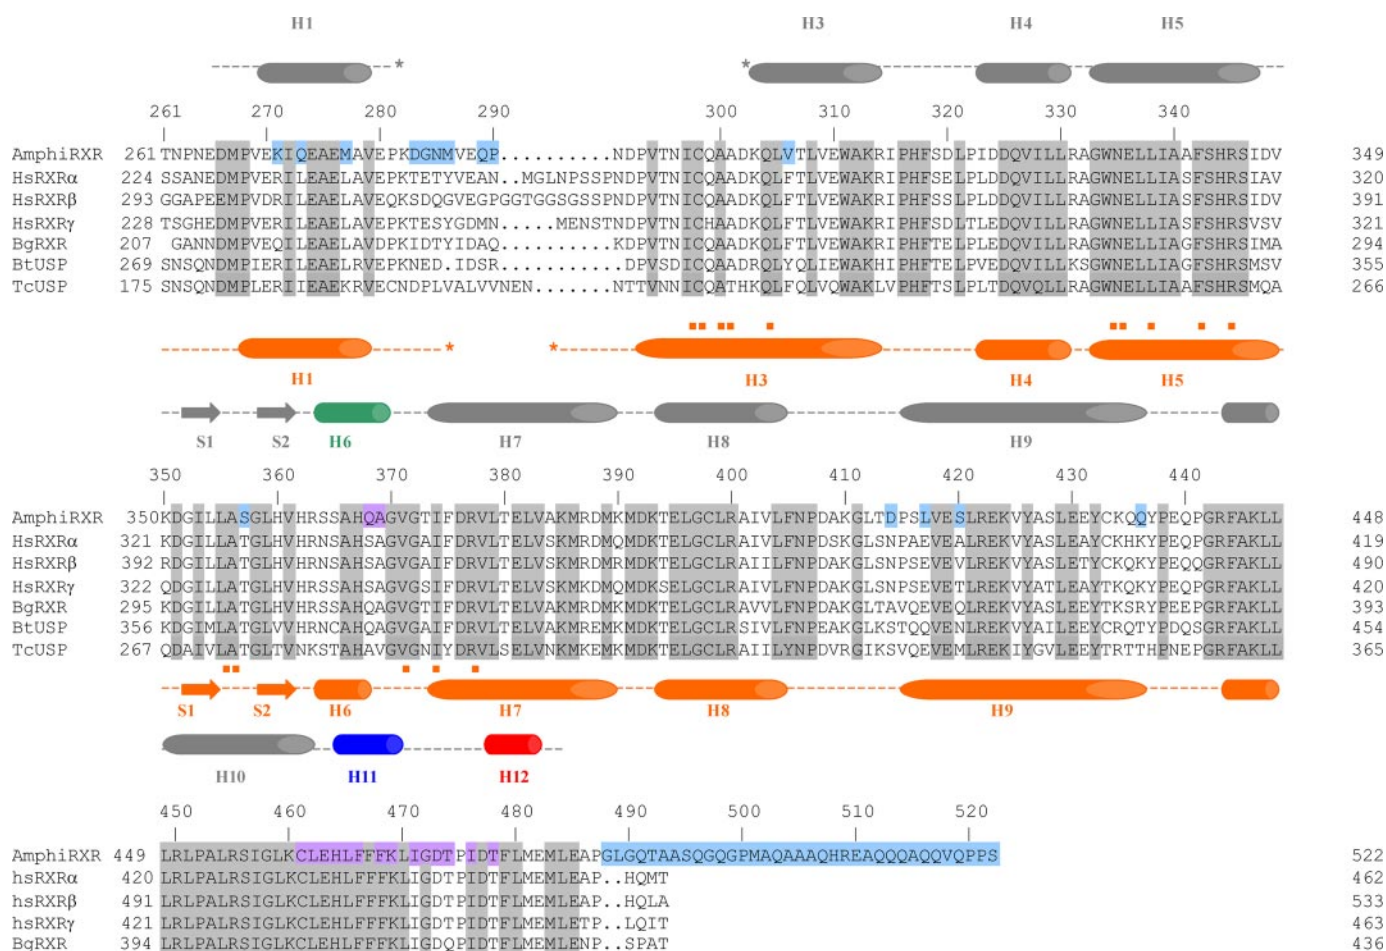 H1 H3 H4 H5
* *
261 270 280 290 300 310 320 330 340
AmphiRXR 261 TNPNEDMPVEKIQEAEMAVEPKDGNMVEQP...........NDPVTNICQAADKQLVTLVEWAKRIPHFSDLPIDDQVILLRAGWNELLIAAFSHRSIDV 349
HsRXRα 224 SSANEDMPVERILEAELAVEPKTETYVEAN..MGLNPSSPNDPVTNICQAADKQLFTLVEWAKRIPHFSELPLDDQVILLRAGWNELLIASFSHRSIAV 320
HsRXRβ 293 GGAPEEMPVDRILEAELAVEQKSDQGVEGPGGTGGSGSSPNDPVTNICQAADKQLFTLVEWAKRIPHFSSLPLDDQVILLRAGWNELLIASFSHRSIDV 391
HsRXRγ 228 TSGHEDMPVERILEAELAVEPKTESYGDMN....MENSTNDPVTNICHAADKQLFTLVEWAKRIPHFSDLTLEDQVILLRAGWNELLIASFSHRSVSV 321
BgRXR 207 GANNDMPVEQILEAELAVDPKIDTYIDAQ...........KDPVTNICQAADKQLFTLVEWAKRIPHFTELPLEDQVILLRAGWNELLIAGFSHRSIMA 294
BtUSP 269 SNSQNDMPIERILEAELRVEPKNED.IDSR...........DPVSDICQAADRQLYQLIEWAKHIPHFTELPVEDQVILLKSGWNELLIAGFSHRSMSV 355
TcUSP 175 SNSQNDMPLERIIEAEKRVECNDPLVALVVNEN.......NTTVNNICQATHKQLFQLVQWAKLVPHFTSLPLTDQVQLLRAGWNELLIAAFSHRSMQA 266
* *
H1 H3 H4 H5
S1 S2 H6 H7 H8 H9
350 360 370 380 390 400 410 420 430 440
AmphiRXR 350 KDGILLASGLHVHRSSAHQAGVGTIFDRVLTELVAKMRDMKMDKTELGCLRAIVLFNPDAKGLTDPSLVESLREKVYASLEEYCKQQYPEQPGRFAKLL 448
HsRXRα 321 KDGILLATGLHVHRNSAHSAGVGAIFDRVLTELVSKMRDMQMDKTELGCLRAIVLFNPDSKGLSNPAEVEALREKVYASLEAYCKHKYPEQPGRFAKLL 419
HsRXRβ 392 RDGILLATGLHVHRNSAHSAGVGAIFDRVLTELVSKMRDMRMDKTELGCLRAIILFNPDAKGLSNPSEVEVLREKVYASLETYCKQKYPEQQGRFAKLL 490
HsRXRγ 322 QDGILLATGLHVHRSSAHSAGVGSIFDRVLTELVSKMKDMQMDKSELGCLRAIVLFNPDAKGLSNPSEVETLREKVYATLEAYTKQKYPEQPGRFAKLL 420
BgRXR 295 KDGILLATGLHVHRSSAHQAGVGTIFDRVLTELVAKMRDMKMDKTELGCLRAVVLFNPDAKGLTAVQEVEQLREKVYASLEEYTKSRYPEEPGRFAKLL 393
BtUSP 356 KDGIMLATGLVVHRNCAHQAGVGAIFDRVLTELVAKMREMKMDKTELGCLRSIVLFNPEAKGLKSTQQVENLREKVYAILEEYCRQTYPDQSGRFAKLL 454
TcUSP 267 QDAIVLATGLTVNKSTAHAVGVGNIYDRVLSELVNKMKEMKMDKTELGCLRAIILYNPDVRGIKSVQEVEMLREKIYGVLEEYTRTTHPNEPGRFAKLL 365
S1 S2 H6 H7 H8 H9
H10 H11 H12
450 460 470 480 490 500 510 520
AmphiRXR 449 LRLPALRSIGLKCLEHLFFFKLIGDTPIDTFLMEMLEAPGLGQTAASQGQGPMAQAAAQHREAQQQAQQVQPPS 522
hsRXRα 420 LRLPALRSIGLKCLEHLFFFKLIGDTPIDTFLMEMLEAP..HQMT 462
hsRXRβ 491 LRLPALRSIGLKCLEHLFFFKLIGDTPIDTFLMEMLEAP..HQLA 533
hsRXRγ 421 LRLPALRSIGLKCLEHLFFFKLIGDTPIDTFLMEMLETP..LQIT 463
BgRXR 394 LRLPALRSIGLKCLEHLFFFKLIGDQPIDTFLMEMLENP..SPAT 436